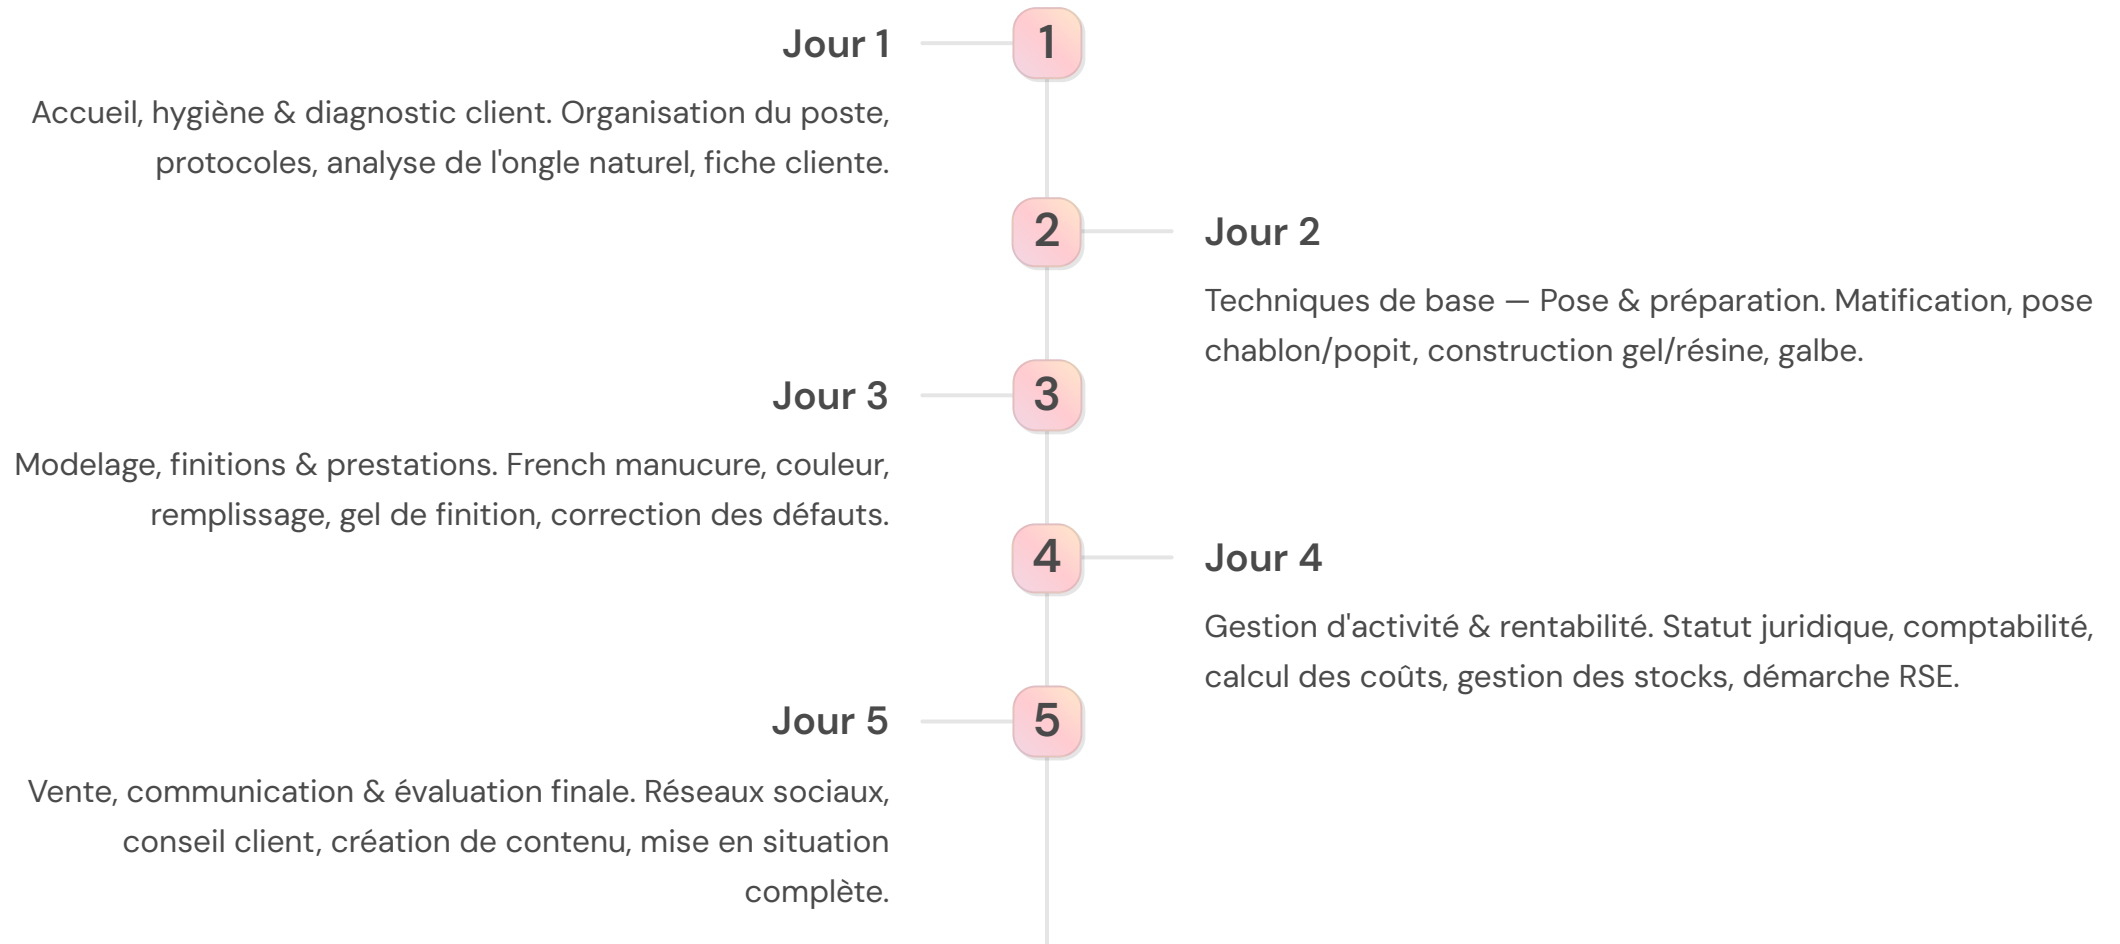 Jour 1
1
Accueil, hygiène & diagnostic client. Organisation du poste,
protocoles, analyse de l'ongle naturel, fiche cliente.
2
Jour 2
Techniques de base — Pose & préparation. Matification, pose
chablon/popit, construction gel/résine, galbe.
Jour 3
3
Modelage, finitions & prestations. French manucure, couleur,
remplissage, gel de finition, correction des défauts.
4
Jour 4
Gestion d'activité & rentabilité. Statut juridique, comptabilité,
calcul des coûts, gestion des stocks, démarche RSE.
Jour 5
5
Vente, communication & évaluation finale. Réseaux sociaux,
conseil client, création de contenu, mise en situation
complète.